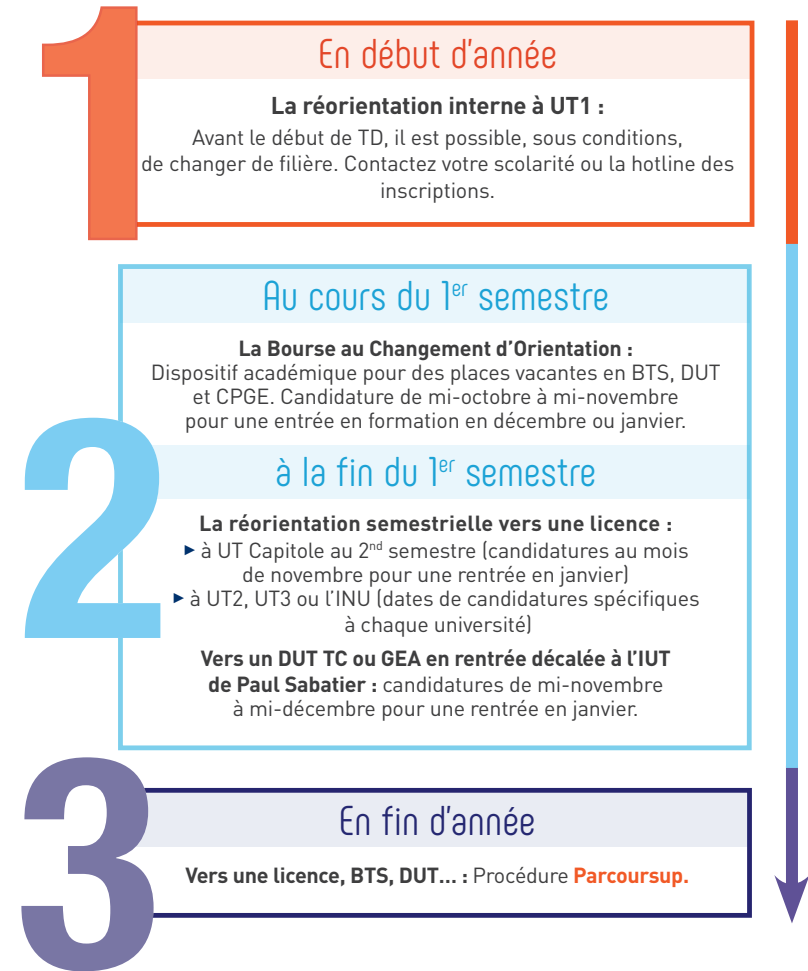 1
En début d'année
La réorientation interne à UT1 :
Avant le début de TD, il est possible, sous conditions,
de changer de filière. Contactez votre scolarité ou la hotline des
inscriptions.
2
Au cours du 1er semestre
La Bourse au Changement d'Orientation :
Dispositif académique pour des places vacantes en BTS, DUT
et CPGE. Candidature de mi-octobre à mi-novembre
pour une entrée en formation en décembre ou janvier.
à la fin du 1er semestre
La réorientation semestrielle vers une licence :
► à UT Capitole au 2nd semestre (candidatures au mois
de novembre pour une rentrée en janvier)
► à UT2, UT3 ou l'INU (dates de candidatures spécifiques
à chaque université)
Vers un DUT TC ou GEA en rentrée décalée à l'IUT
de Paul Sabatier : candidatures de mi-novembre
à mi-décembre pour une rentrée en janvier.
3
En fin d'année
Vers une licence, BTS, DUT... : Procédure Parcoursup.